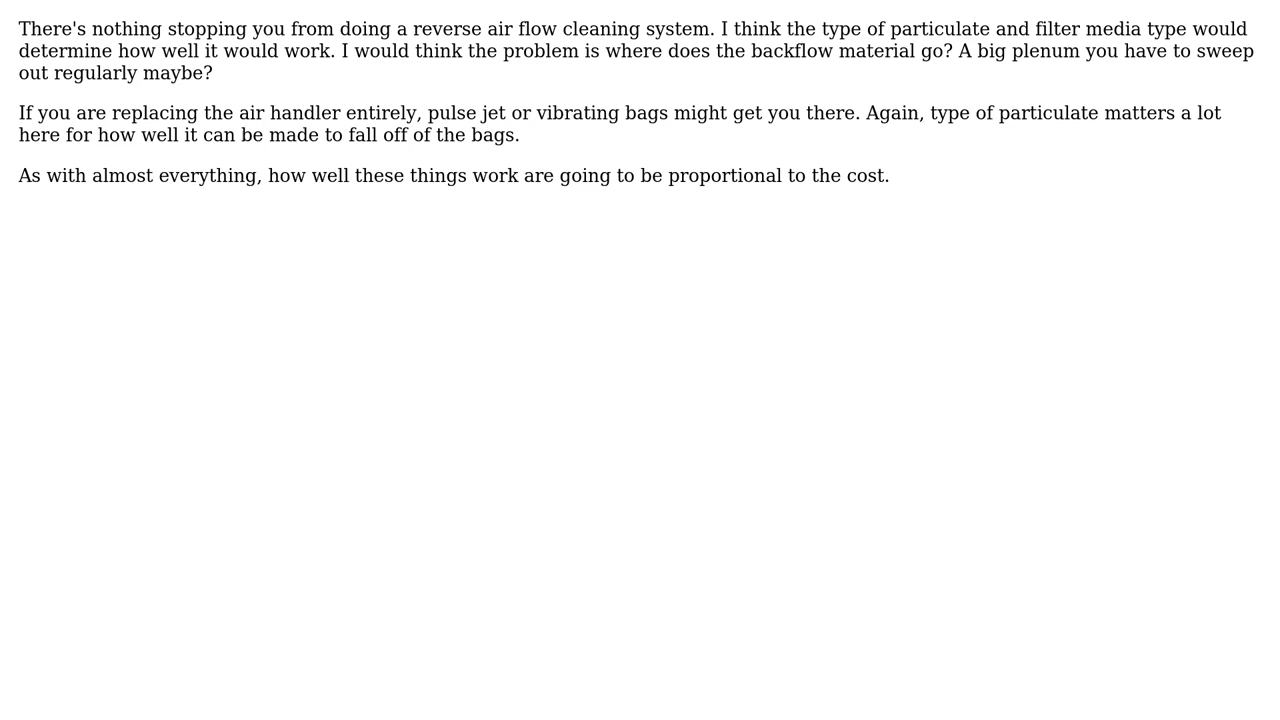 There's nothing stopping you from doing a reverse air flow cleaning system. I think the type of particulate and filter media type would
determine how well it would work. I would think the problem is where does the backflow material go? A big plenum you have to sweep
out regularly maybe?
If you are replacing the air handler entirely, pulse jet or vibrating bags might get you there. Again, type of particulate matters a lot
here for how well it can be made to fall off of the bags.
As with almost everything, how well these things work are going to be proportional to the cost.